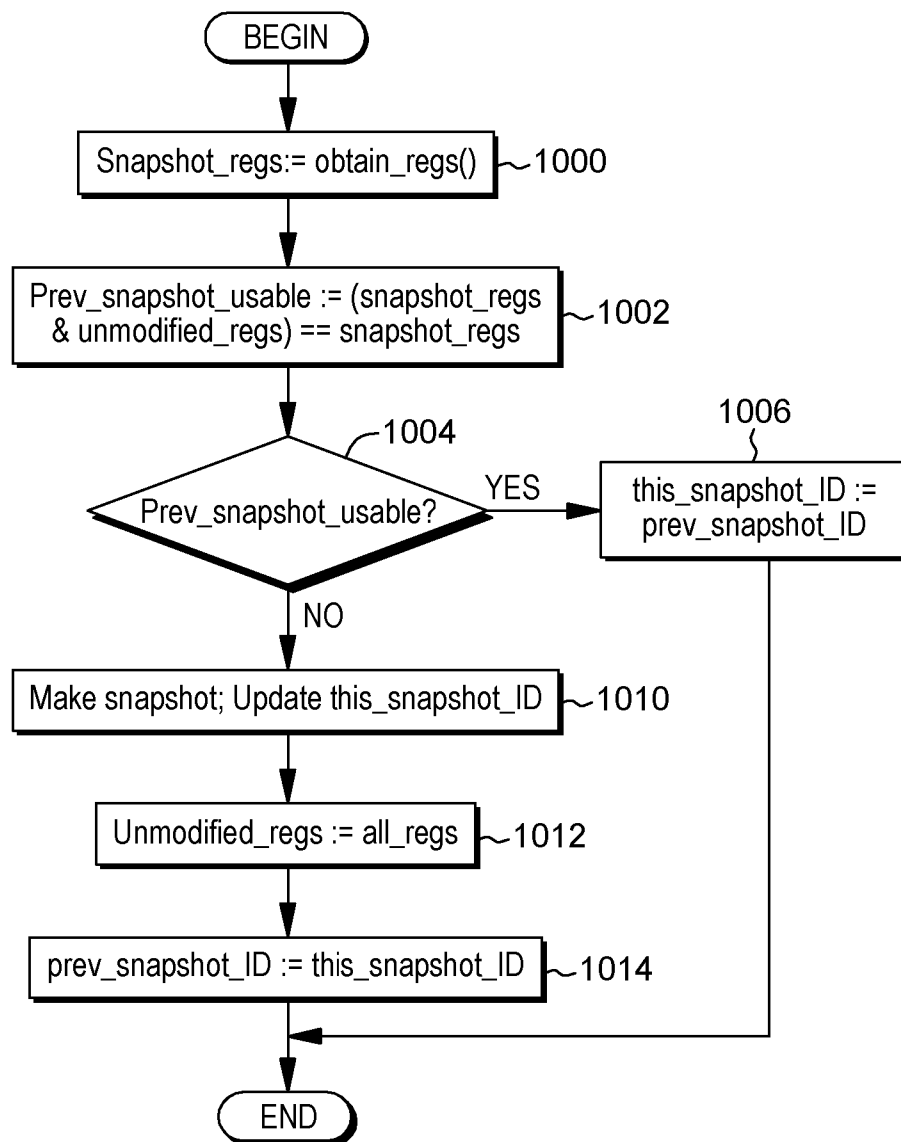 BEGIN
Snapshot_regs:= obtain_regs()
1000
Prev_snapshot_usable := (snapshot_regs
& unmodified_regs) == snapshot_regs
1002
1004
Prev_snapshot_usable?
YES
1006
this_snapshot_ID :=
prev_snapshot_ID
NO
Make snapshot; Update this_snapshot_ID
1010
Unmodified_regs := all_regs
1012
prev_snapshot_ID := this_snapshot_ID
1014
END